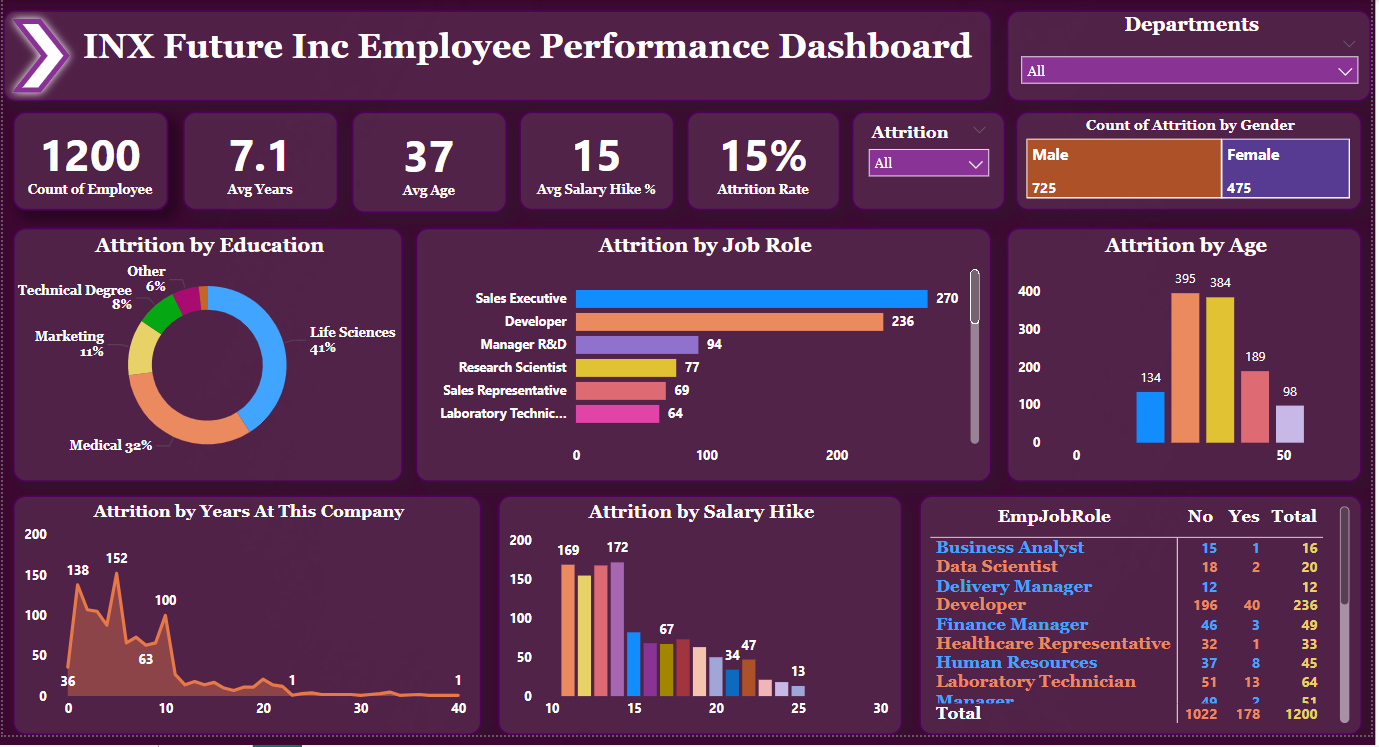 INX Future Inc Employee Performance Dashboard
Departments
All
1200
Count of Employee
7.1
Avg Years
37
Avg Age
15
Avg Salary Hike %
15%
Attrition Rate
Attrition
All
Count of Attrition by Gender
Male
725
Female
475
Attrition by Education
Other
6%
Technical Degree
8%
Marketing
11%
Life Sciences
41%
Medical 32%
Attrition by Job Role
Sales Executive 270
Developer 236
Manager R&D 94
Research Scientist 77
Sales Representative 69
Laboratory Technic... 64
0 100 200
Attrition by Age
400
300
200
100
0
134
395
384
189
98
0 50
Attrition by Years At This Company
200
150
100
50
0
36
138
152
63
100
1
1
0 10 20 30 40
Attrition by Salary Hike
200
150
100
50
0
169
172
67
34
47
13
10 15 20 25 30
EmpJobRole No Yes Total
Business Analyst 15 1 16
Data Scientist 18 2 20
Delivery Manager 12 12
Developer 196 40 236
Finance Manager 46 3 49
Healthcare Representative 32 1 33
Human Resources 37 8 45
Laboratory Technician 51 13 64
Manager 49 2 51
Total 1022 178 1200